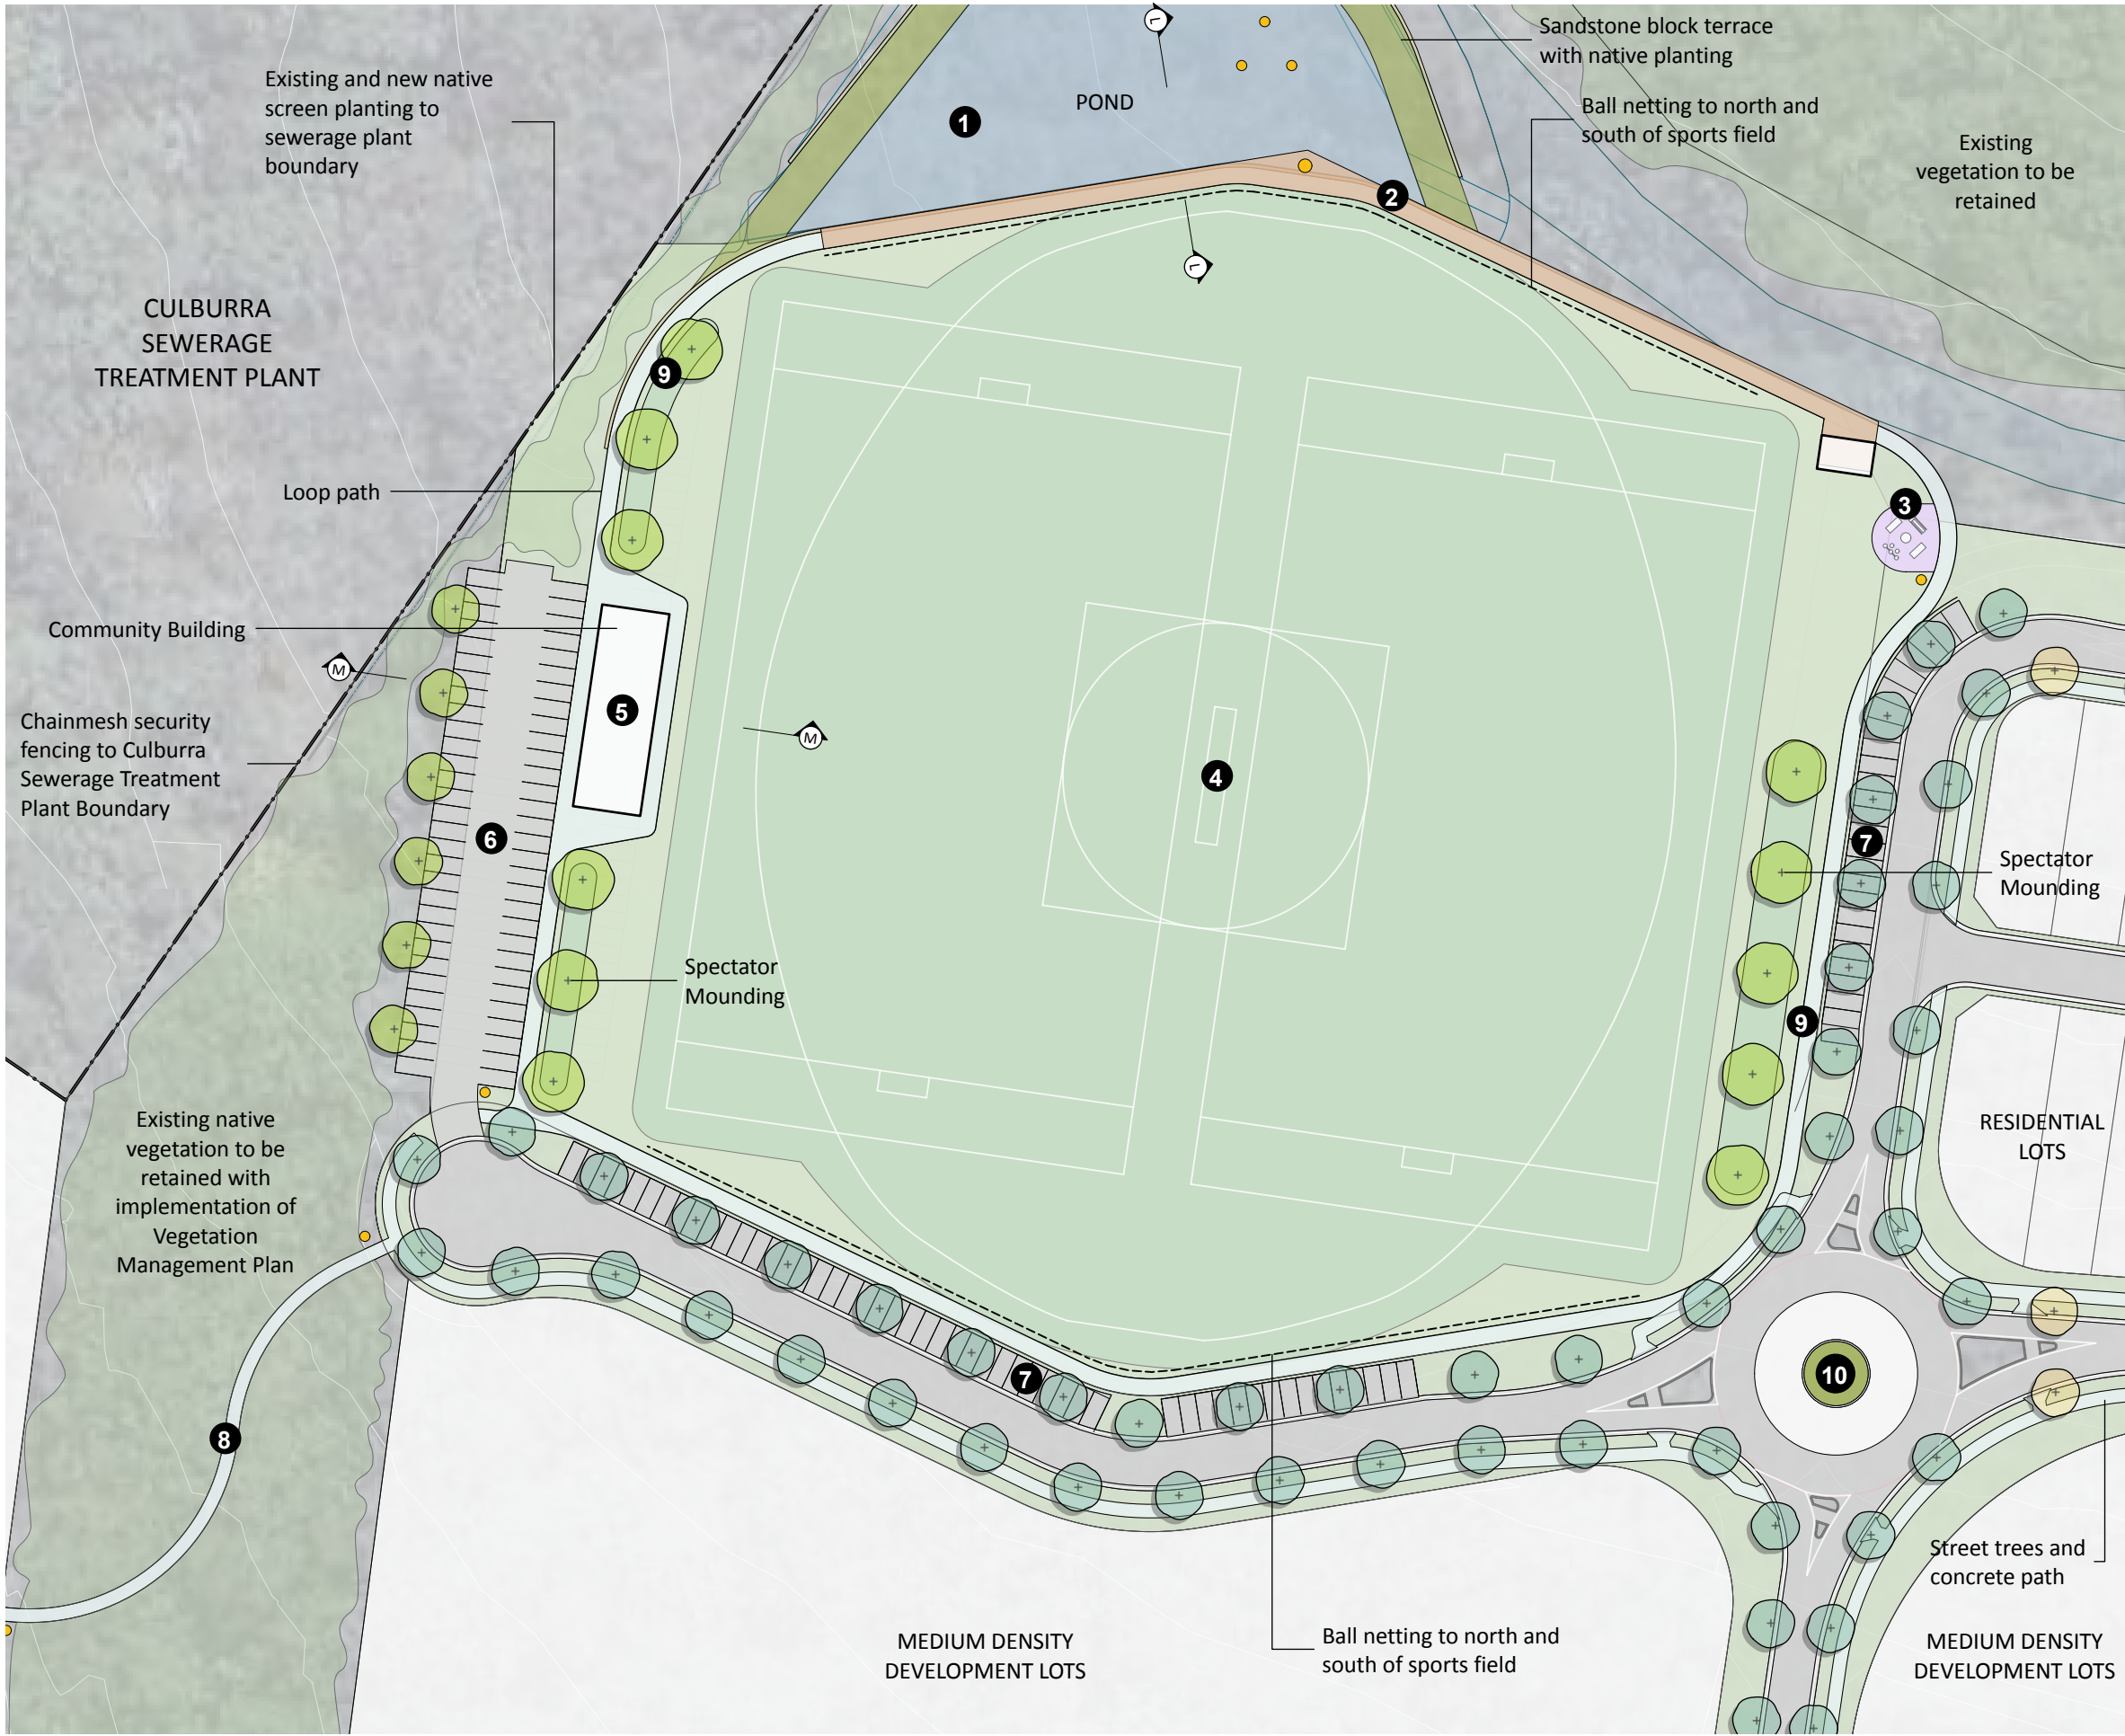 Sandstone block terrace
with native planting
Existing and new native
screen planting to
sewerage plant
boundary
POND
1
Ball netting to north and
south of sports field
Existing
vegetation to be
retained
2
L
L
CULBURRA
SEWERAGE
TREATMENT PLANT
9
Loop path
3
Community Building
M
5
M
4
Chainmesh security
fencing to Culburra
Sewerage Treatment
Plant Boundary
6
7
Spectator
Mounding
Spectator
Mounding
9
Existing native
vegetation to be
retained with
implementation of
Vegetation
Management Plan
RESIDENTIAL
LOTS
7
10
8
Street trees and
concrete path
MEDIUM DENSITY
DEVELOPMENT LOTS
Ball netting to north and
south of sports field
MEDIUM DENSITY
DEVELOPMENT LOTS